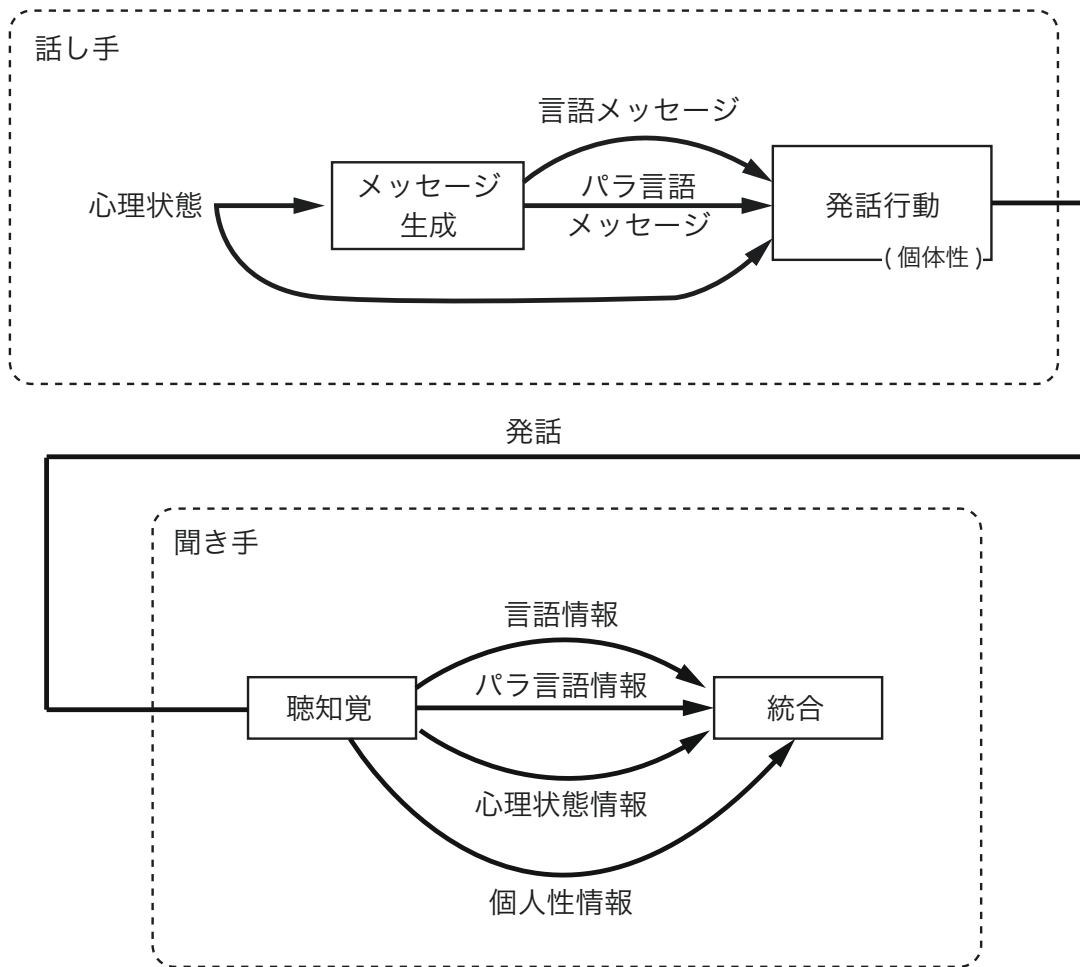 話し手
言語メッセージ
心理状態
メッセージ
生成
パラ言語
メッセージ
発話行動
( 個体性 )
発話
聞き手
言語情報
パラ言語情報
聴知覚
統合
心理状態情報
個人性情報